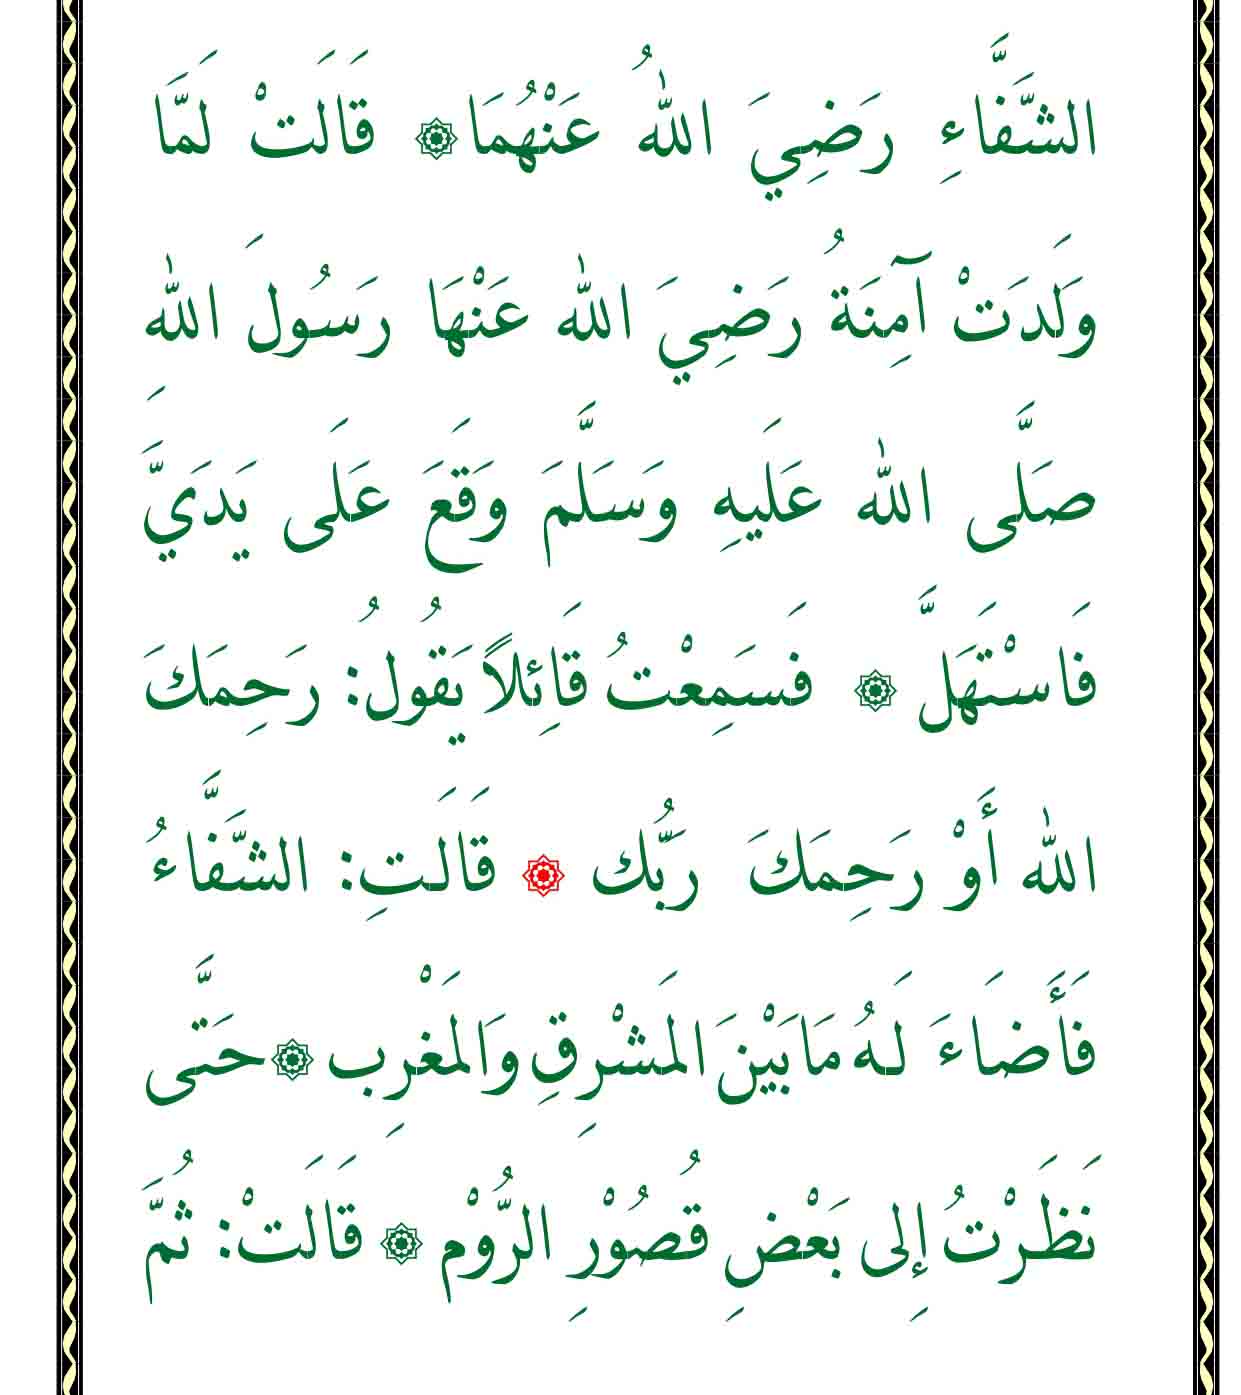 الشَّفَّاءِ رَضِيَ اللهُ عَنْهُمَا ۞ قَالَتْ لَمَّا
وَلَدَتْ آمِنَةُ رَضِيَ الله عَنْهَا رَسُولَ اللهَ
صَلَّى الله عَلَيهِ وَسَلَّمَ وَقَعَ عَلَى يَدَيَّ
فَاسْتَهَلَّ ۞ فَسَمِعْتُ قَائِلاً يَقُولُ: رَحِمَكَ
الله أَوْ رَحِمَكَ رَبُّك ۞ قَالَتِ: الشَّفَّاءُ
فَأَضَاءَ لَهُ مَابَيْنَ المَشْرِقِ وَالمَغْرِبِ ۞ حَتَّى
نَظَرْتُ إِلى بَعْضِ قُصُوْرِ الرُّوْم ۞ قَالَتْ: ثُمَّ